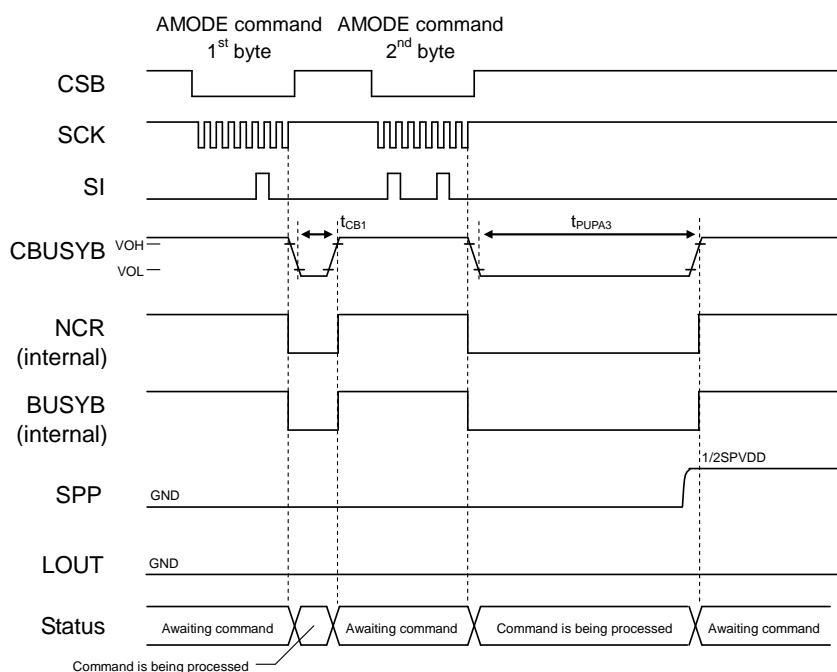 AMODE command
1st byte
AMODE command
2nd byte
CSB
SCK
SI
tCB1
tPUPA3
CBUSYB
VOH
VOL
NCR
(internal)
BUSYB
(internal)
SPP
GND
1/2SPVDD
LOUT
GND
Status
Awaiting command
Awaiting command
Command is being processed
Awaiting command
Command is being processed